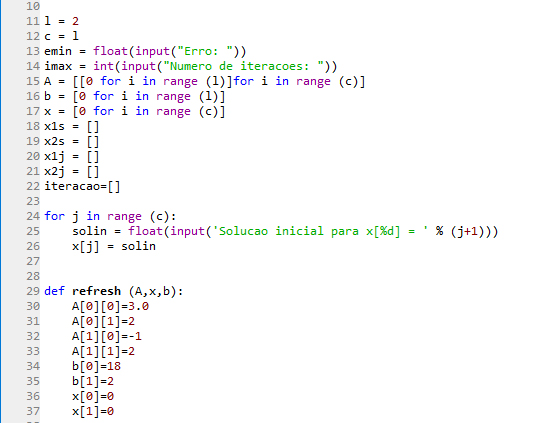 10
11 l = 2
12 c = l
13 emin = float(input("Erro: "))
14 imax = int(input("Numero de iteracoes: "))
15 A = [[0 for i in range (l)]for i in range (c)]
16 b = [0 for i in range (l)]
17 x = [0 for i in range (c)]
18 x1s = []
19 x2s = []
20 x1j = []
21 x2j = []
22 iteracao=[]
23
24 for j in range (c):
25     solin = float(input('Solucao inicial para x[%d] = ' % (j+1)))
26     x[j] = solin
27
28
29 def refresh (A,x,b):
30     A[0][0]=3.0
31     A[0][1]=2
32     A[1][0]=-1
33     A[1][1]=2
34     b[0]=18
35     b[1]=2
36     x[0]=0
37     x[1]=0